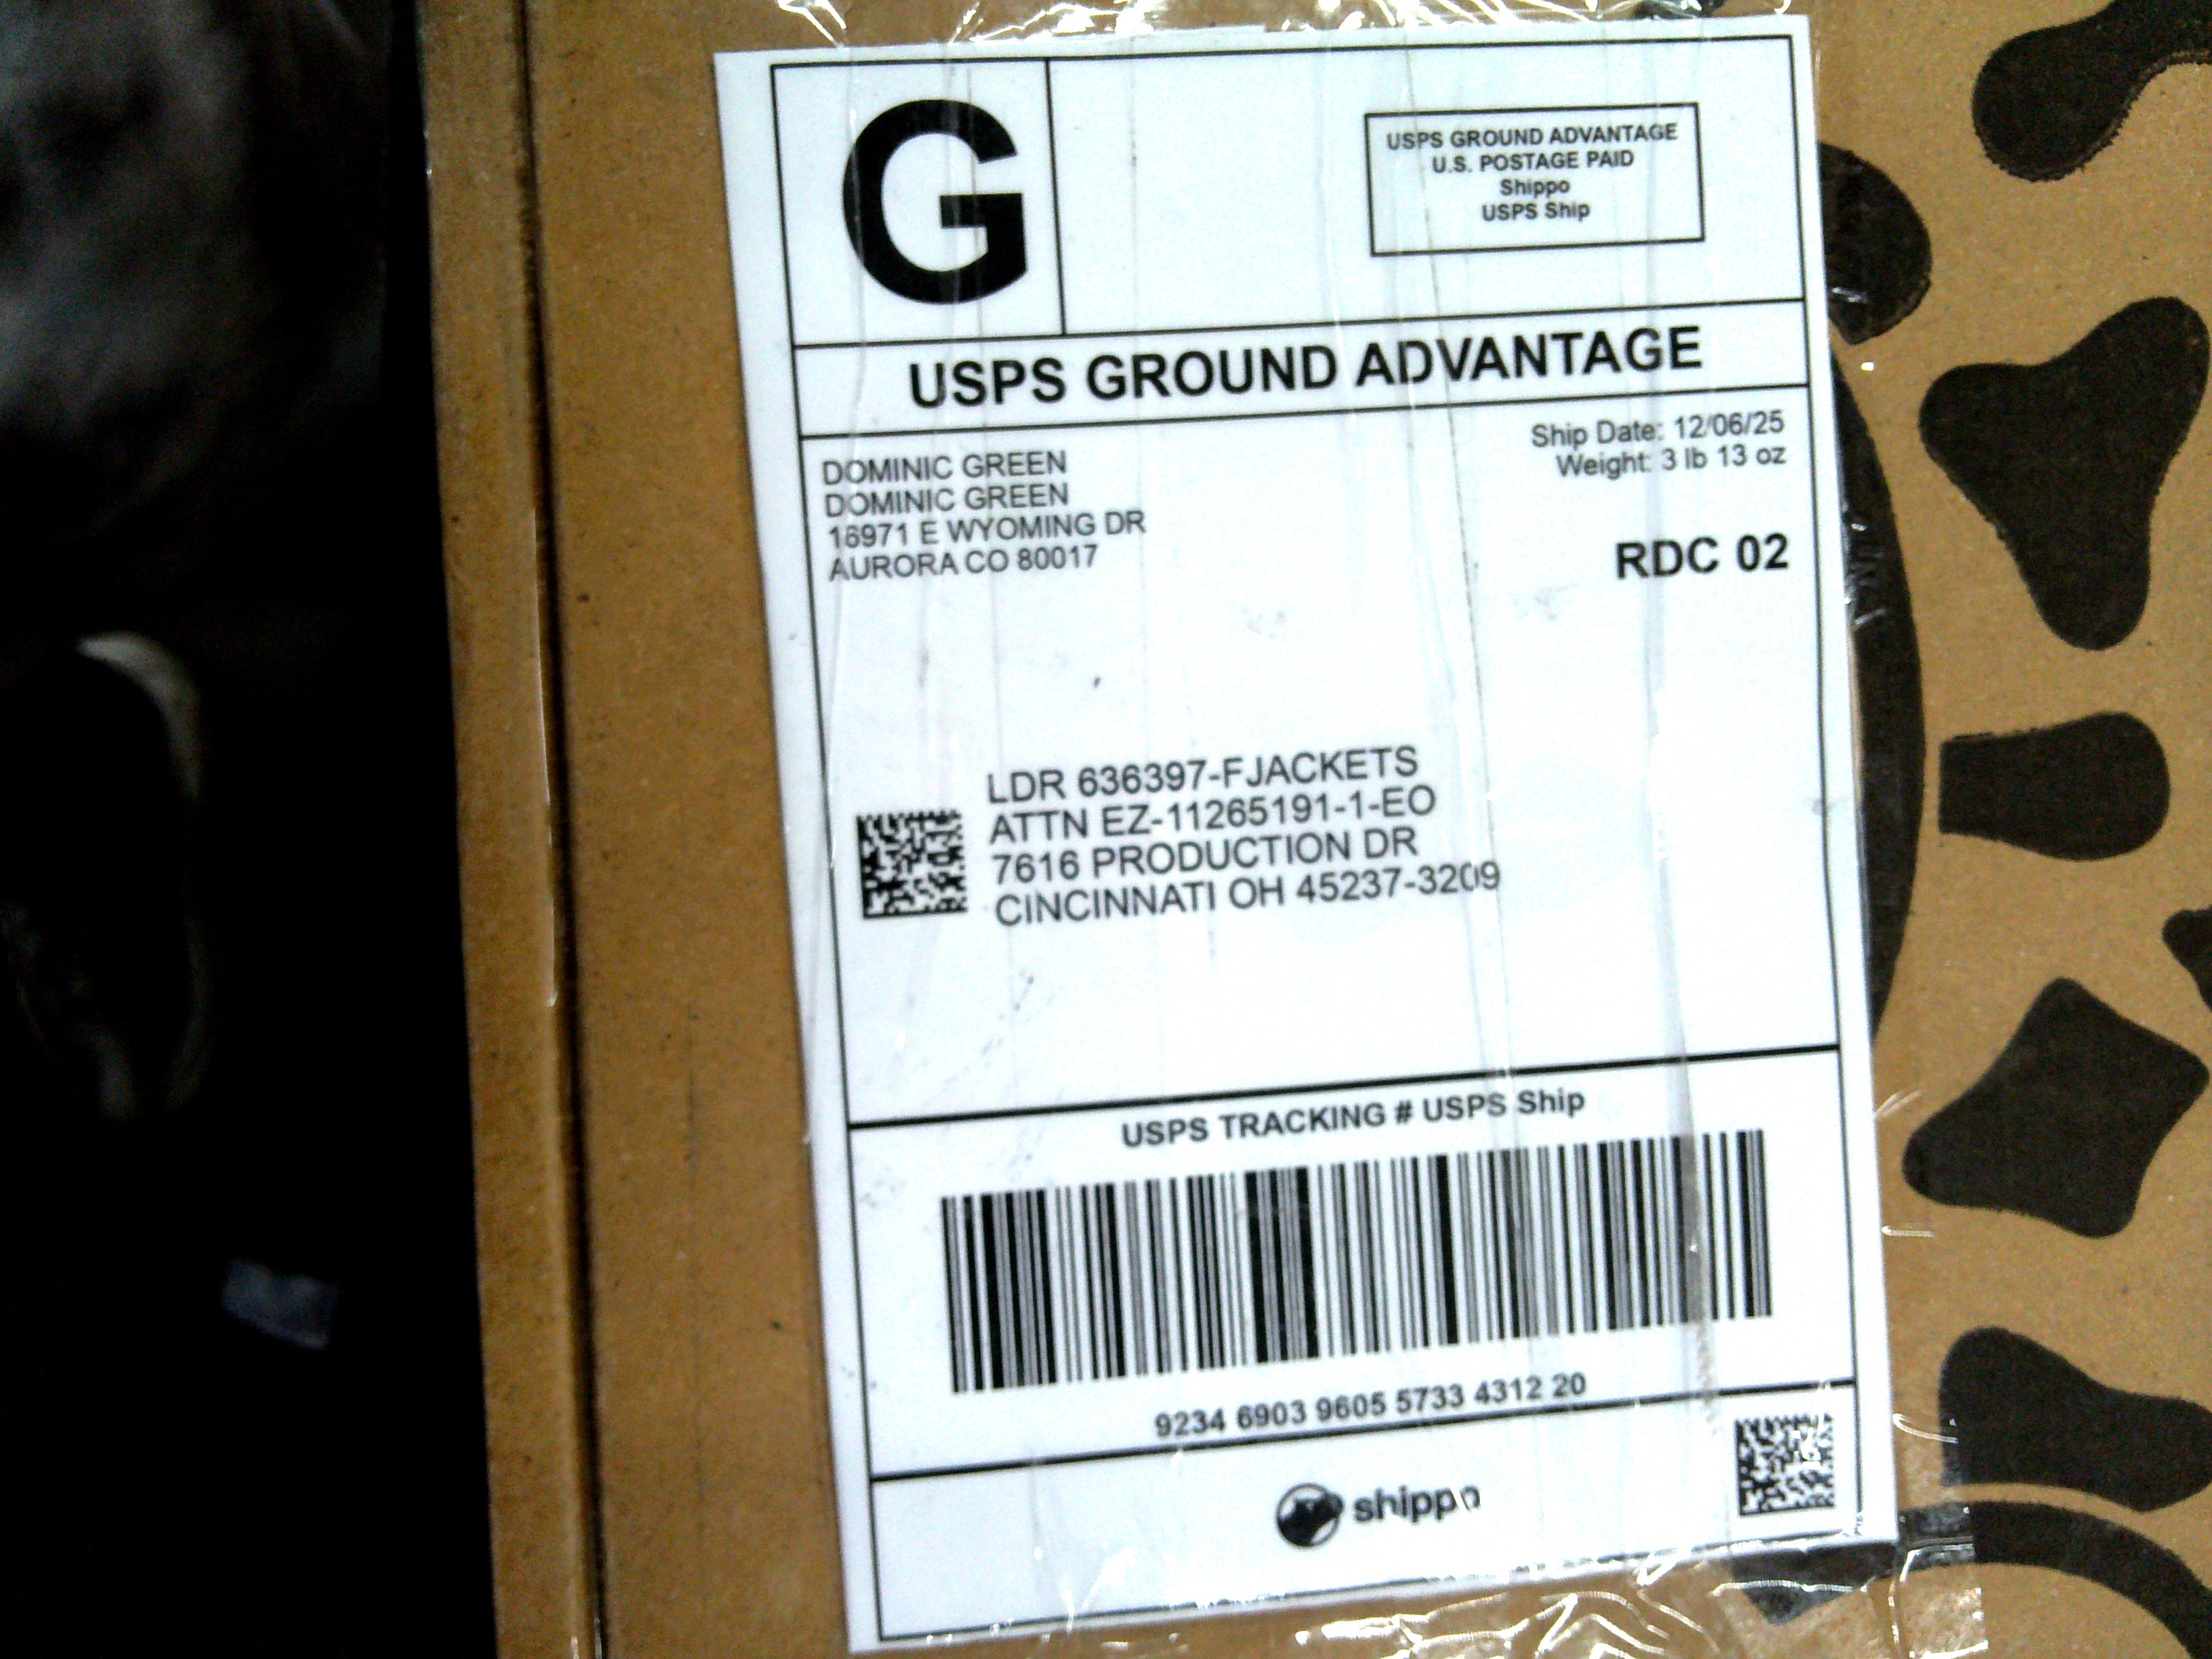 G
USPS GROUND ADVANTAGE
U.S. POSTAGE PAID
Shippo
USPS Ship
USPS GROUND ADVANTAGE
Ship Date: 12/06/25
Weight: 3 lb 13 oz
DOMINIC GREEN
DOMINIC GREEN
16971 E WYOMING DR
AURORA CO 80017
RDC 02
LDR 636397-FJACKETS
ATTN EZ-11265191-1-EO
7616 PRODUCTION DR
CINCINNATI OH 45237-3209
USPS TRACKING # USPS Ship
9234 6903 9605 5733 4312 20
shippo